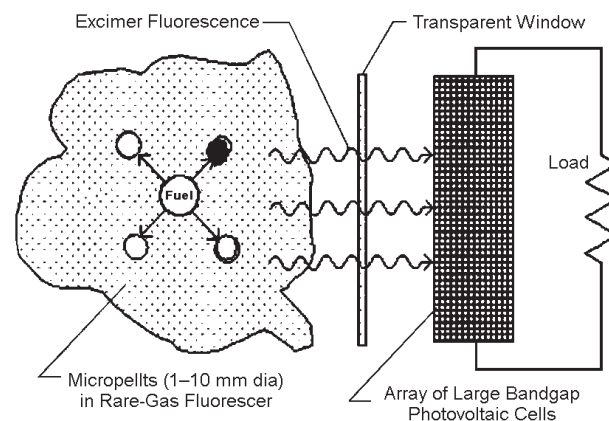 Excimer Fluorescence
Transparent Window
Fuel
Load
Micropellts (1–10 mm dia)
in Rare-Gas Fluorescer
Array of Large Bandgap
Photovoltaic Cells